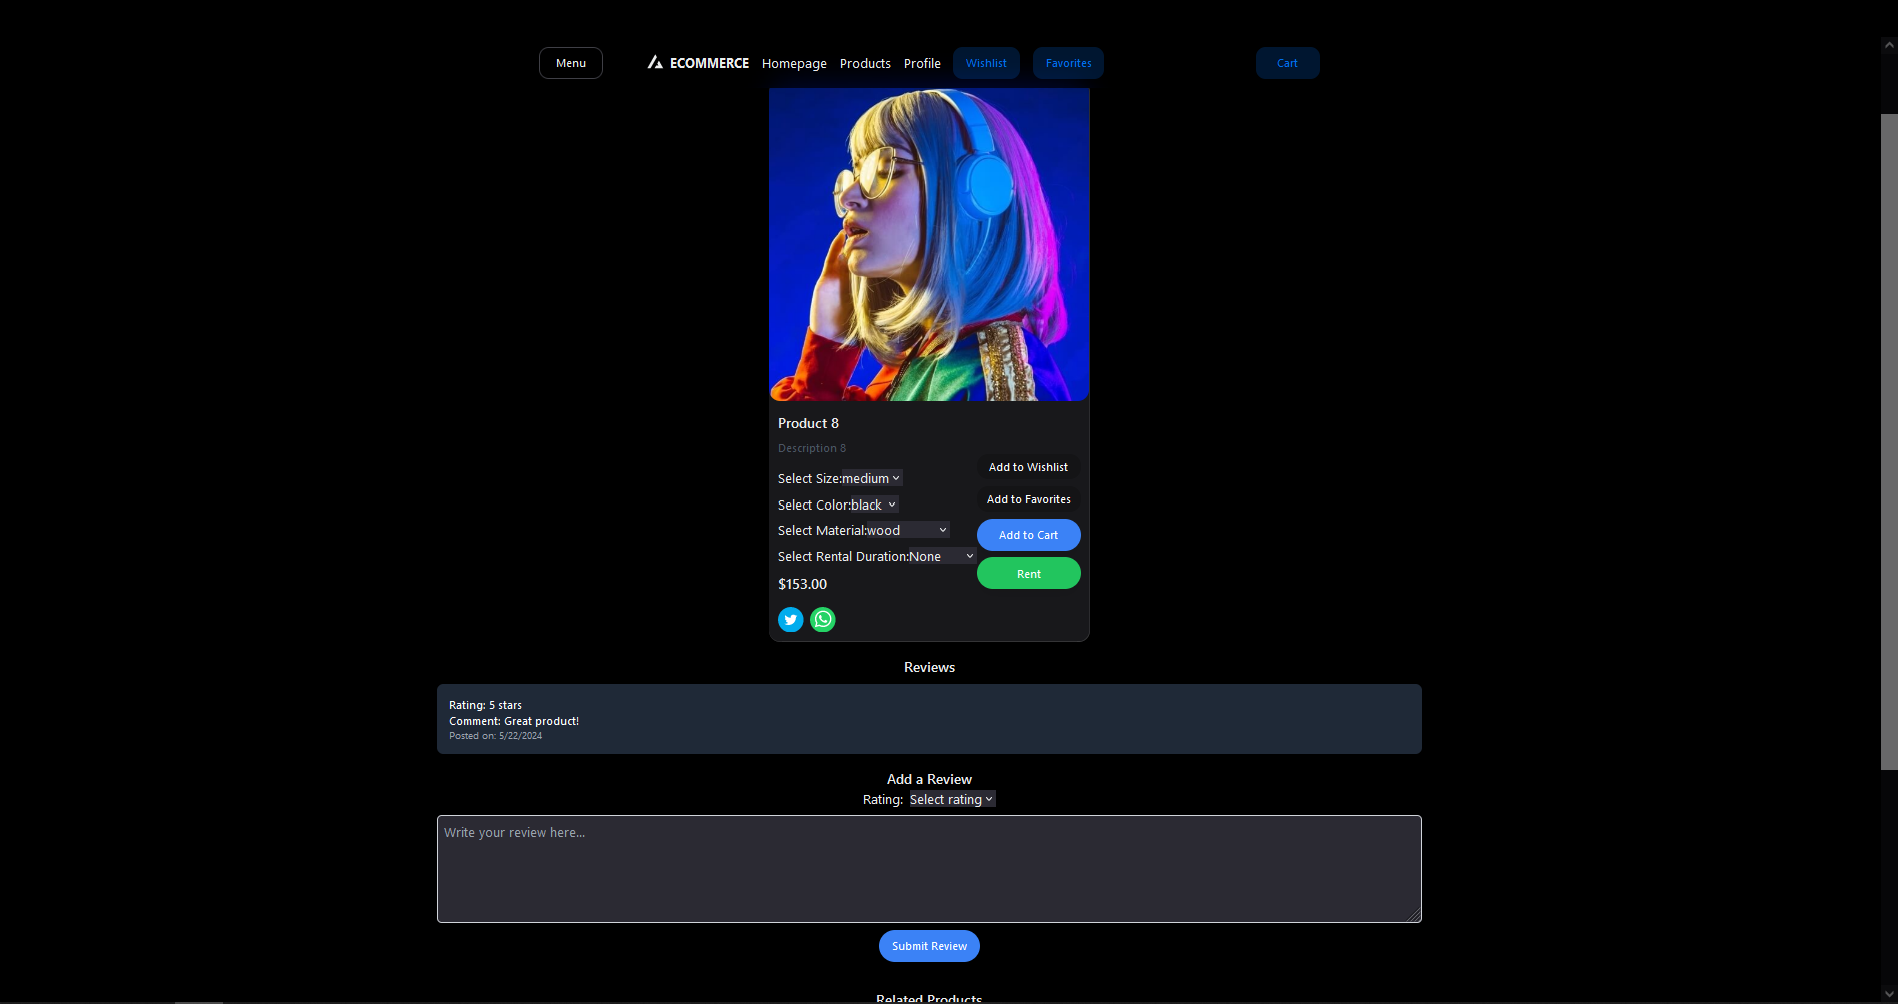 Menu
ECOMMERCE Homepage Products Profile Wishlist Favorites
Cart
Product 8
Description 8
Select Size:medium
Select Color:black
Select Material:wood
Select Rental Duration:None
$153.00
Add to Wishlist
Add to Favorites
Add to Cart
Rent
Reviews
Rating: 5 stars
Comment: Great product!
Posted on: 5/22/2024
Add a Review
Rating: Select rating
Write your review here...
Submit Review
Related Products